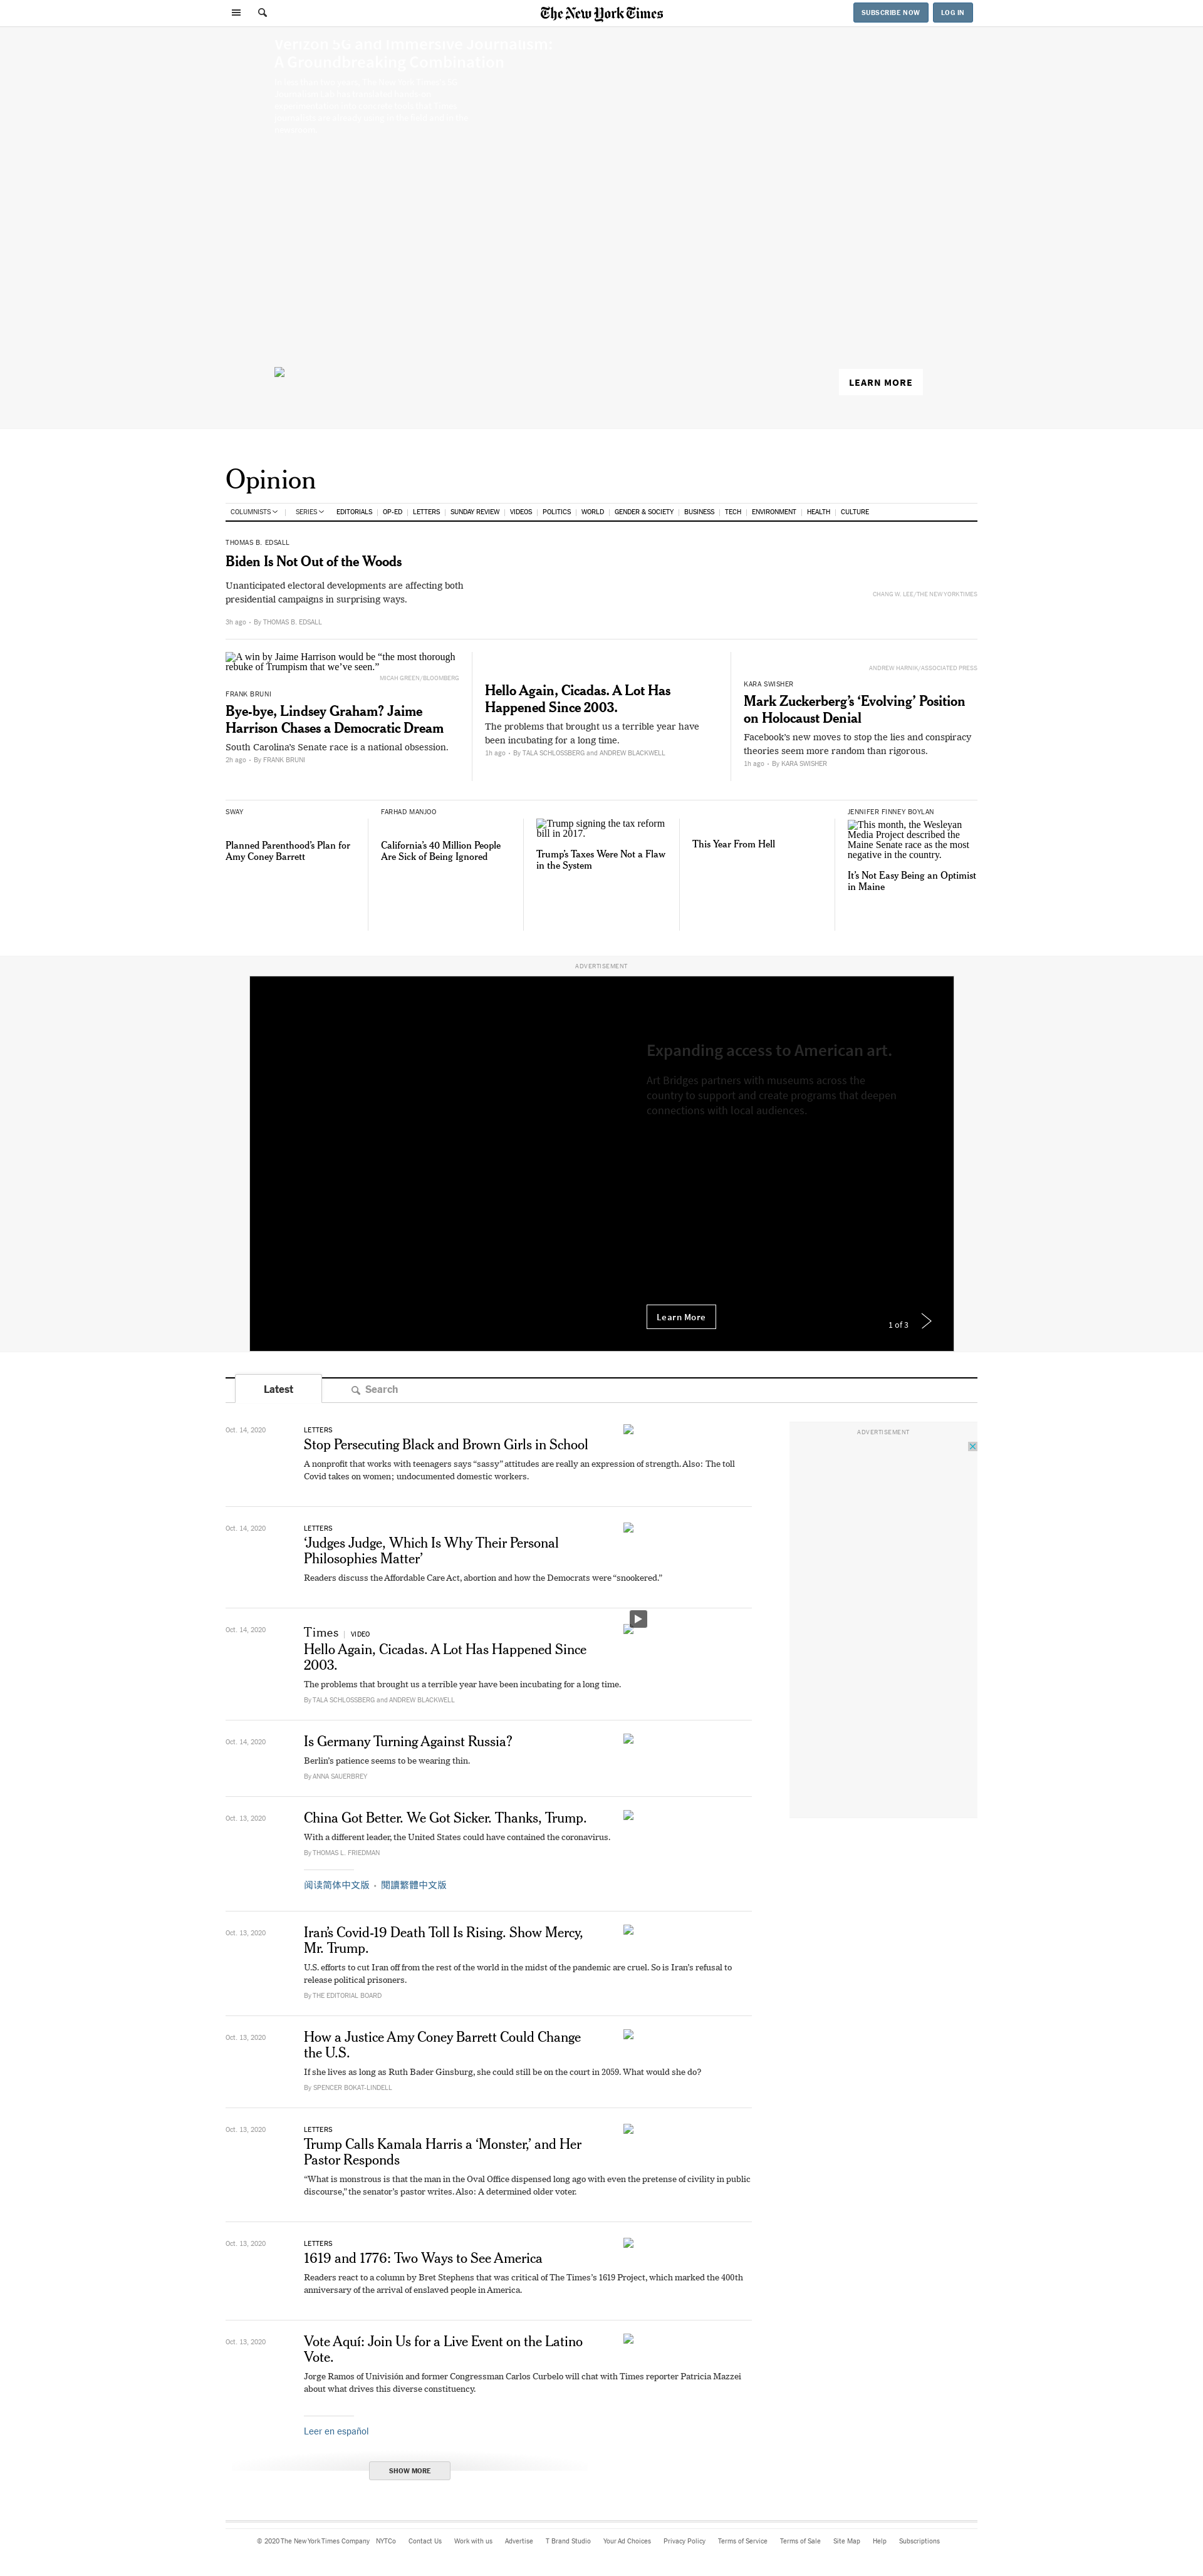 The New York Times
SUBSCRIBE NOW
LOG IN
Verizon 5G and Immersive Journalism:
A Groundbreaking Combination
LEARN MORE
Opinion
COLUMNISTS
SERIES
EDITORIALS
OP-ED
LETTERS
SUNDAY REVIEW
VIDEOS
POLITICS
WORLD
GENDER & SOCIETY
BUSINESS
TECH
ENVIRONMENT
HEALTH
CULTURE
THOMAS B. EDSALL
Biden Is Not Out of the Woods
Unanticipated electoral developments are affecting both
presidential campaigns in surprising ways.
CHANG W. LEE/THE NEW YORK TIMES
3h ago • By THOMAS B. EDSALL
A win by Jaime Harrison would be “the most thorough
rebuke of Trumpism that we’ve seen.”
MICAH GREEN/BLOOMBERG
FRANK BRUNI
Bye-bye, Lindsey Graham? Jaime
Harrison Chases a Democratic Dream
South Carolina’s Senate race is a national obsession.
2h ago • By FRANK BRUNI
Hello Again, Cicadas. A Lot Has
Happened Since 2003.
The problems that brought us a terrible year have
been incubating for a long time.
1h ago • By TALA SCHLOSSBERG and ANDREW BLACKWELL
ANDREW HARNIK/ASSOCIATED PRESS
KARA SWISHER
Mark Zuckerberg’s ‘Evolving’ Position
on Holocaust Denial
Facebook’s new moves to stop the lies and conspiracy
theories seem more random than rigorous.
1h ago • By KARA SWISHER
SWAY
Planned Parenthood’s Plan for
Amy Coney Barrett
FARHAD MANJOO
California’s 40 Million People
Are Sick of Being Ignored
Trump signing the tax reform
bill in 2017.
Trump’s Taxes Were Not a Flaw
in the System
This Year From Hell
JENNIFER FINNEY BOYLAN
This month, the Wesleyan
Media Project described the
Maine Senate race as the most
negative in the country.
It’s Not Easy Being an Optimist
in Maine
ADVERTISEMENT
Expanding access to American art.
Art Bridges partners with museums across the
country to support and create programs that deepen
connections with local audiences.
Learn More
1 of 3
Latest
Search
ADVERTISEMENT
Oct. 14, 2020
LETTERS
Stop Persecuting Black and Brown Girls in School
A nonprofit that works with teenagers says “sassy” attitudes are really an expression of strength. Also: The toll
Covid takes on women; undocumented domestic workers.
Oct. 14, 2020
LETTERS
‘Judges Judge, Which Is Why Their Personal
Philosophies Matter’
Readers discuss the Affordable Care Act, abortion and how the Democrats were “snookered.”
Oct. 14, 2020
Times | VIDEO
Hello Again, Cicadas. A Lot Has Happened Since
2003.
The problems that brought us a terrible year have been incubating for a long time.
By TALA SCHLOSSBERG and ANDREW BLACKWELL
Oct. 14, 2020
Is Germany Turning Against Russia?
Berlin’s patience seems to be wearing thin.
By ANNA SAUERBREY
Oct. 13, 2020
China Got Better. We Got Sicker. Thanks, Trump.
With a different leader, the United States could have contained the coronavirus.
By THOMAS L. FRIEDMAN
阅读简体中文版 • 閱讀繁體中文版
Oct. 13, 2020
Iran’s Covid-19 Death Toll Is Rising. Show Mercy,
Mr. Trump.
U.S. efforts to cut Iran off from the rest of the world in the midst of the pandemic are cruel. So is Iran’s refusal to
release political prisoners.
By THE EDITORIAL BOARD
Oct. 13, 2020
How a Justice Amy Coney Barrett Could Change
the U.S.
If she lives as long as Ruth Bader Ginsburg, she could still be on the court in 2059. What would she do?
By SPENCER BOKAT-LINDELL
Oct. 13, 2020
LETTERS
Trump Calls Kamala Harris a ‘Monster,’ and Her
Pastor Responds
“What is monstrous is that the man in the Oval Office dispensed long ago with even the pretense of civility in public
discourse,” the senator’s pastor writes. Also: A determined older voter.
Oct. 13, 2020
LETTERS
1619 and 1776: Two Ways to See America
Readers react to a column by Bret Stephens that was critical of The Times’s 1619 Project, which marked the 400th
anniversary of the arrival of enslaved people in America.
Oct. 13, 2020
Vote Aquí: Join Us for a Live Event on the Latino
Vote.
Jorge Ramos of Univisión and former Congressman Carlos Curbelo will chat with Times reporter Patricia Mazzei
about what drives this diverse constituency.
Leer en español
SHOW MORE
© 2020 The New York Times Company
NYTCo
Contact Us
Work with us
Advertise
T Brand Studio
Your Ad Choices
Privacy Policy
Terms of Service
Terms of Sale
Site Map
Help
Subscriptions